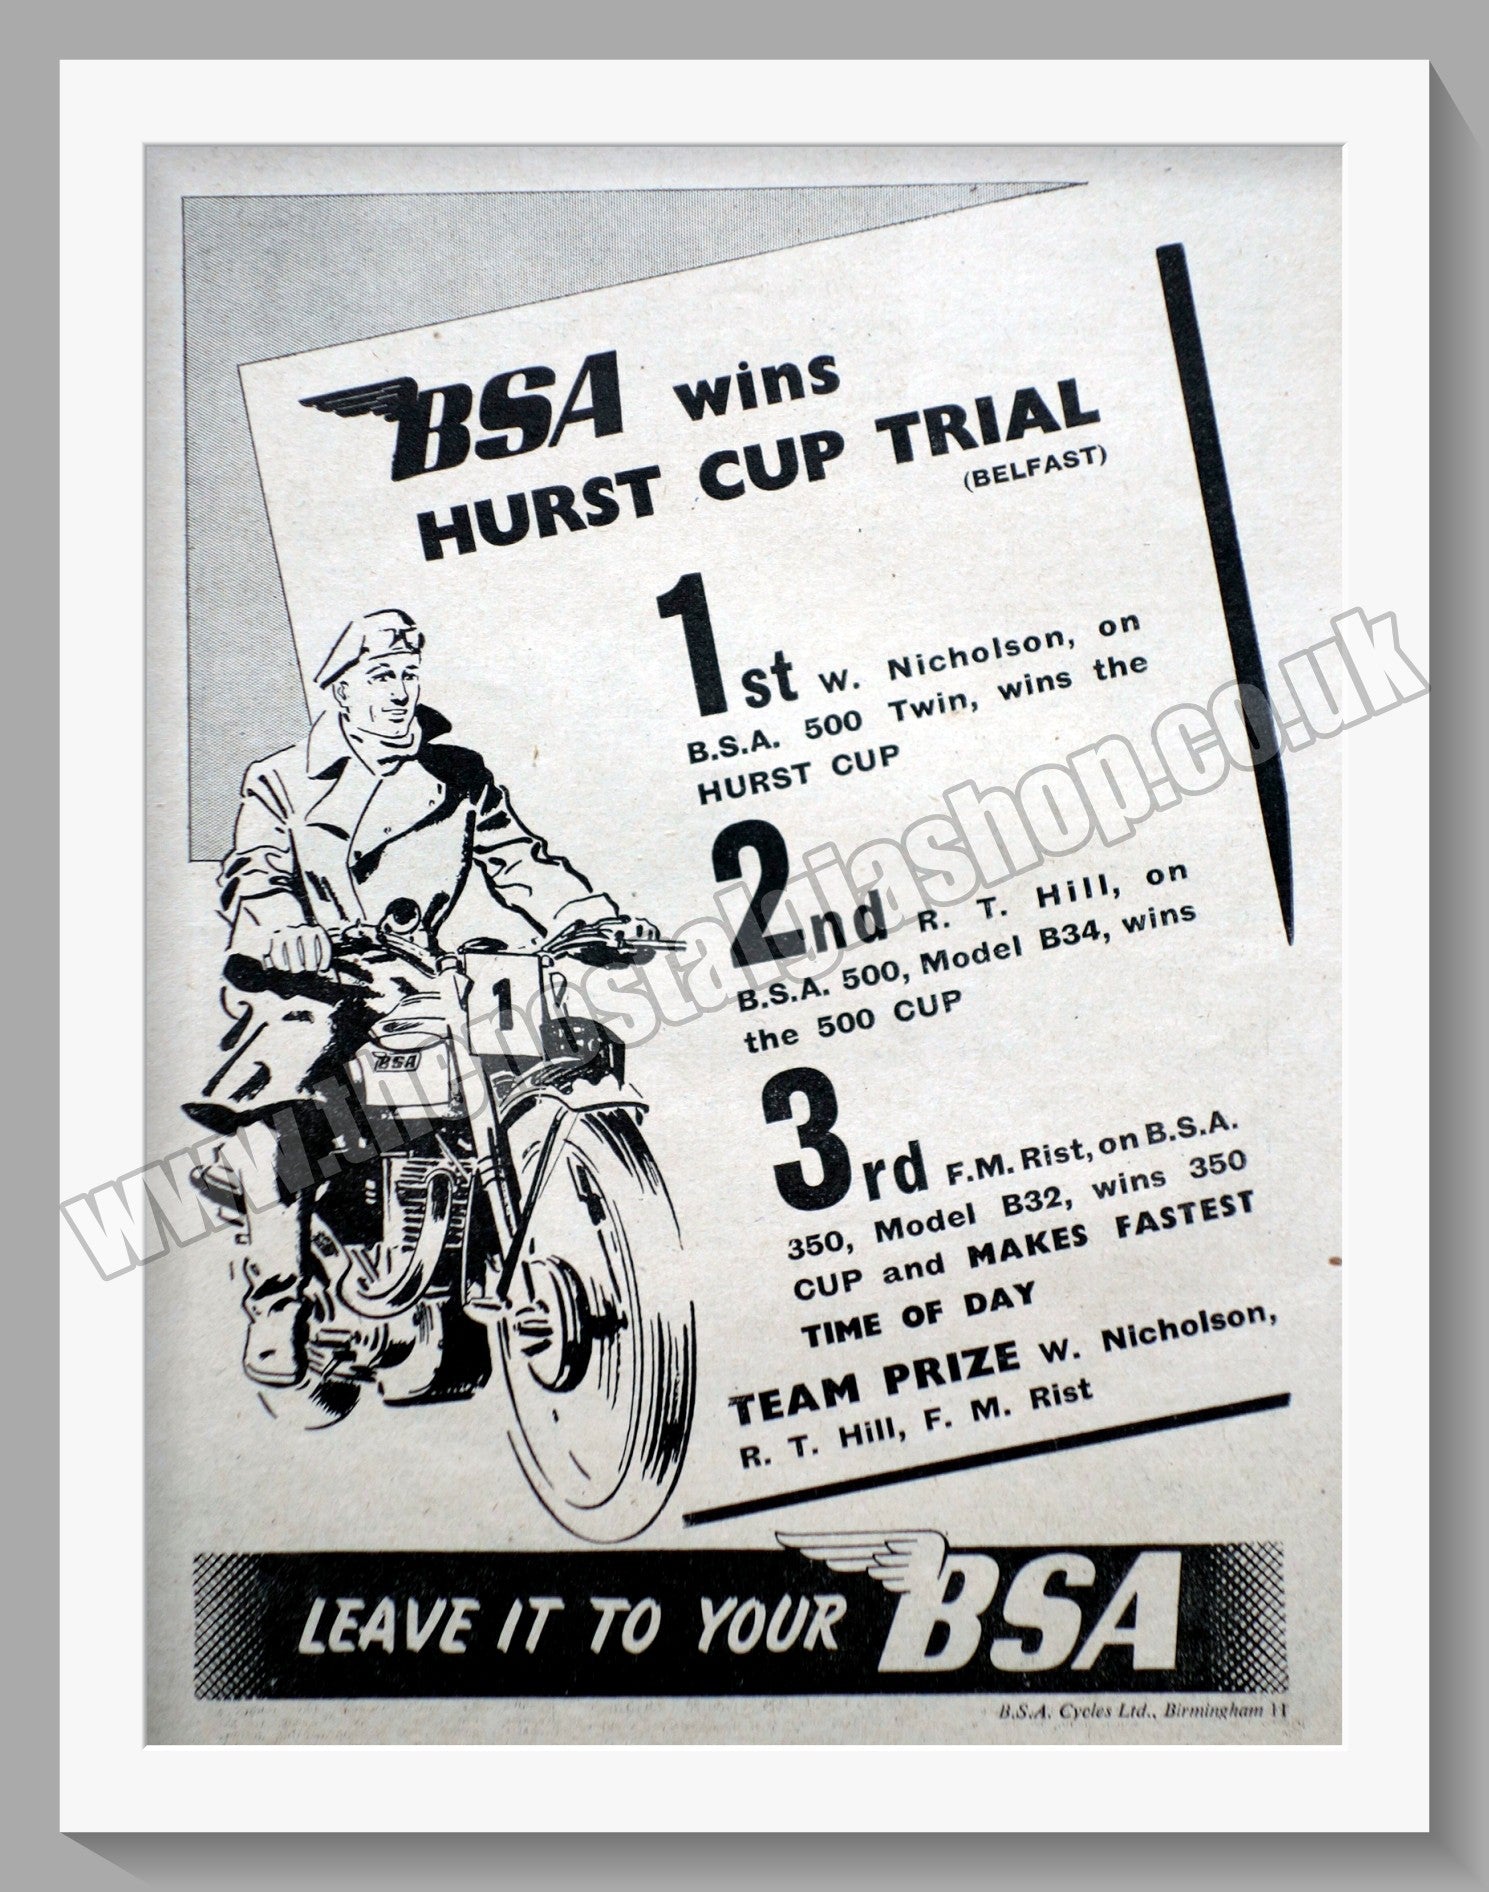 BSA wins
HURST CUP TRIAL
(BELFAST)
1st W. Nicholson, on
B.S.A. 500 Twin, wins the
HURST CUP
2nd R. T. Hill, on
B.S.A. 500, Model B34, wins
the 500 CUP
3rd F.M. Rist, on B.S.A.
350, Model B32, wins 350
CUP and MAKES FASTEST
TIME OF DAY
TEAM PRIZE W. Nicholson,
R. T. Hill, F. M. Rist
1
BSA
LEAVE IT TO YOUR BSA
B.S.A. Cycles Ltd., Birmingham 11
www.thenostalgiashop.co.uk